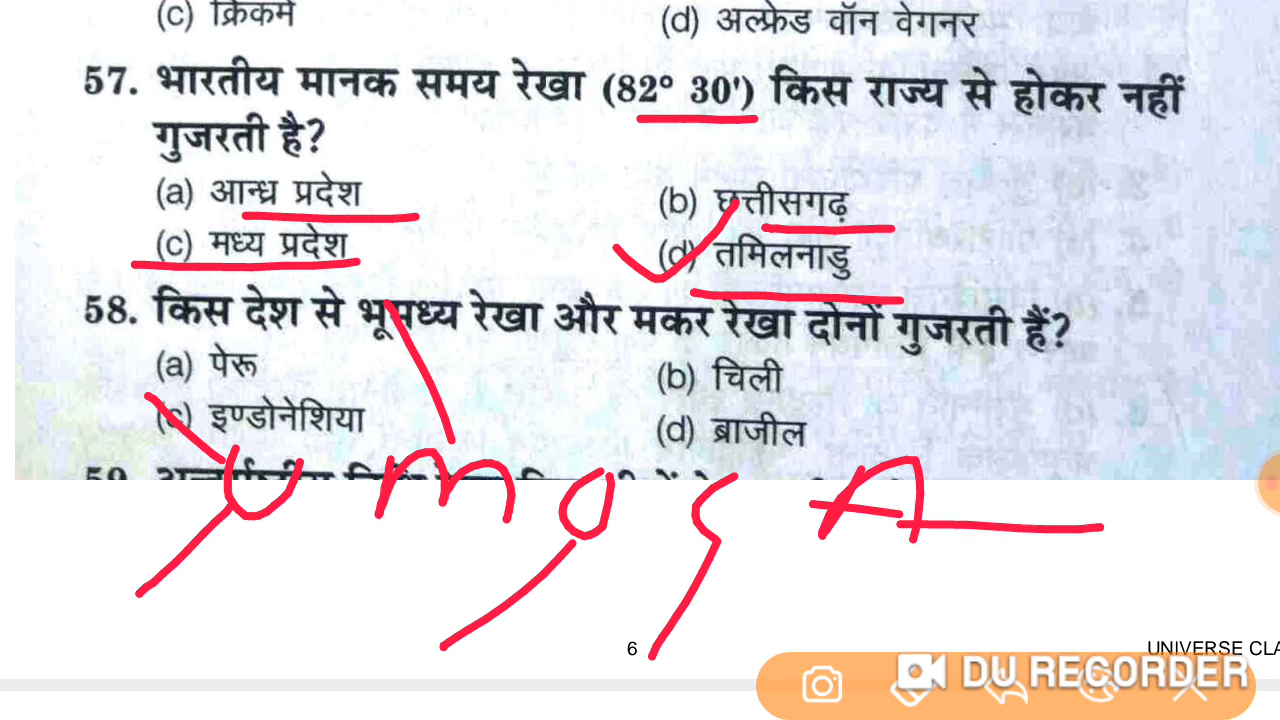 (c) क्रिकमे (d) अल्फ्रेड वॉन वेगनर
57. भारतीय मानक समय रेखा (82° 30') किस राज्य से होकर नहीं
गुजरती है?
(a) आन्ध्र प्रदेश (b) छत्तीसगढ़
(c) मध्य प्रदेश (d) तमिलनाडु
58. किस देश से भूमध्य रेखा और मकर रेखा दोनों गुजरती हैं?
(a) पेरू (b) चिली
(c) इण्डोनेशिया (d) ब्राजील
59.
U M O S A
6 UNIVERSE CLA
DU RECORDER